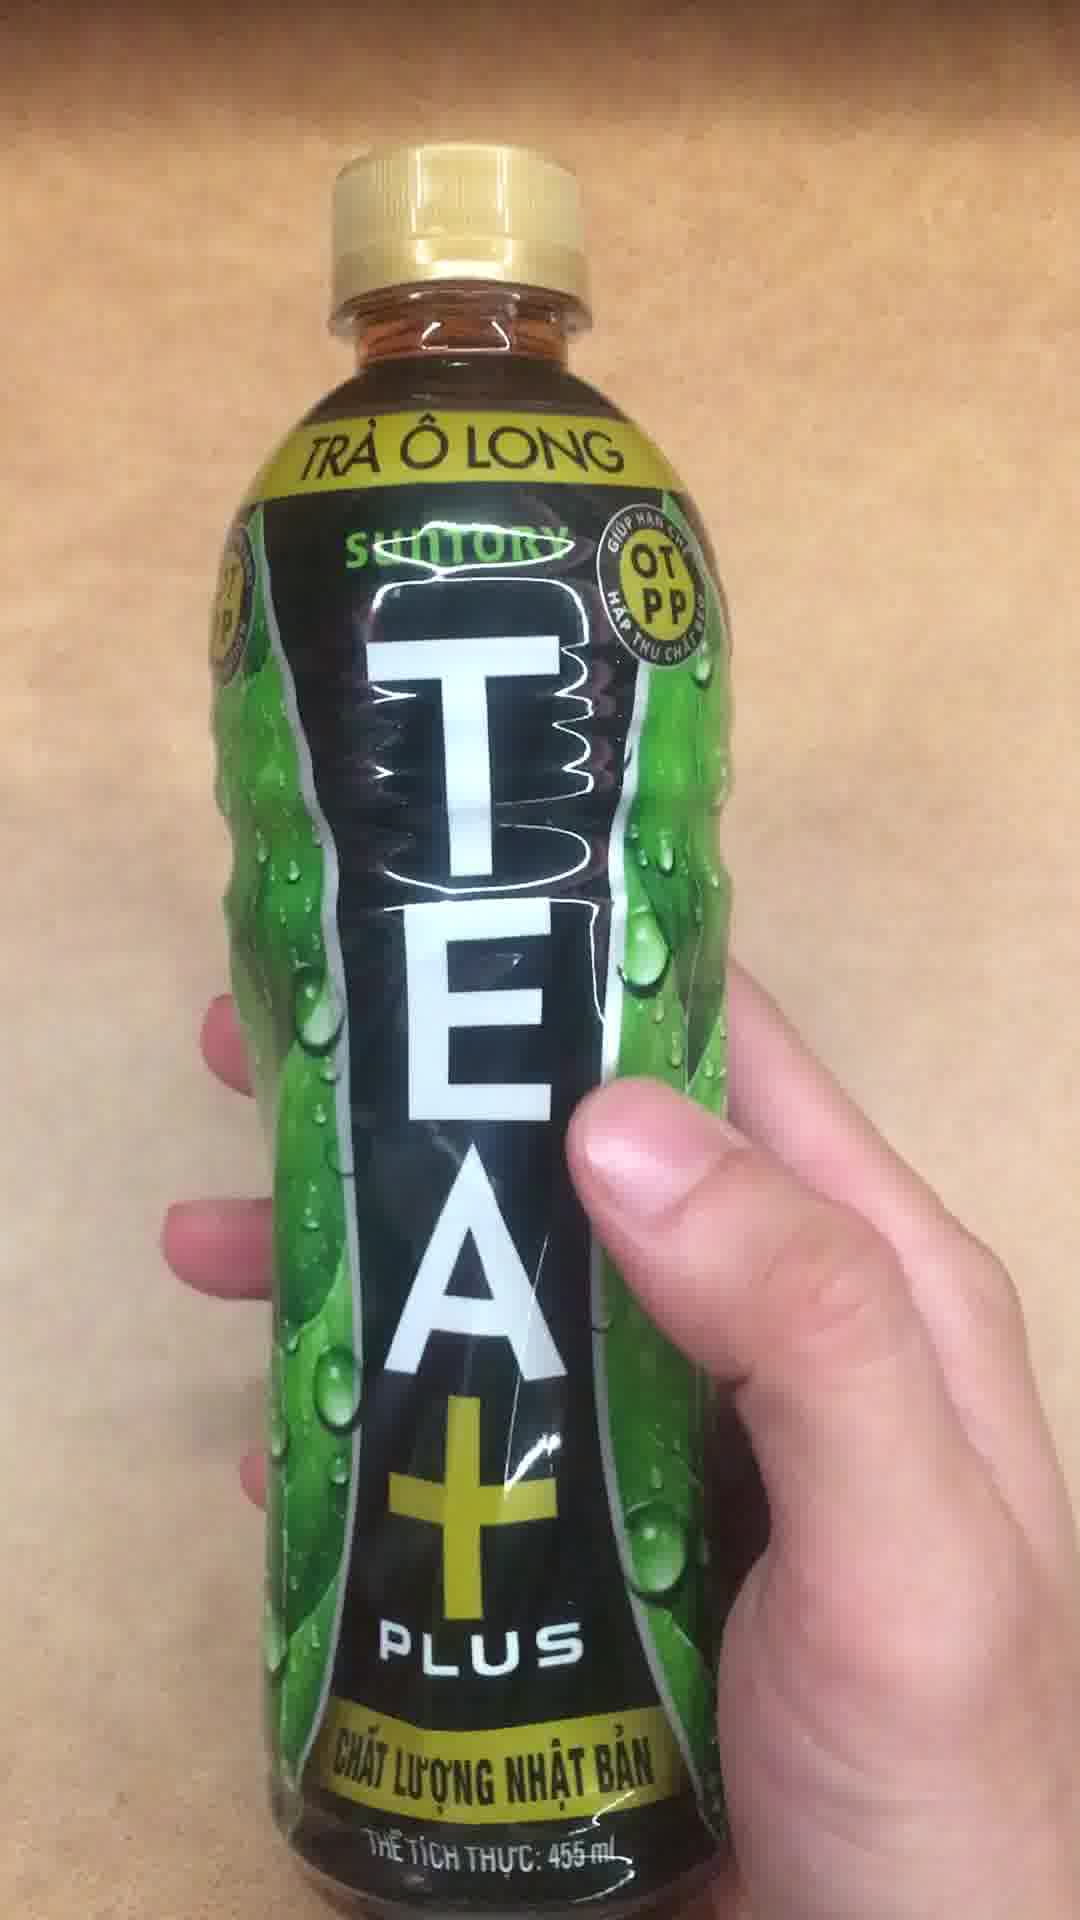 TRÀ Ô LONG
SUNTORY
GIÚP HẠN CHẾ
OT
PP
HẤP THU CHẤT BÉO
T
E
A
+
PLUS
CHẤT LƯỢNG NHẬT BẢN
THỂ TÍCH THỰC: 455 ml